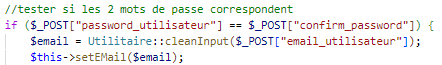 //tester si les 2 mots de passe correspondent
if ($_POST["password_utilisateur"] == $_POST["confirm_password"]) {
$email = Utilitaire::cleanInput($_POST["email_utilisateur"]);
$this->setEMail($email);